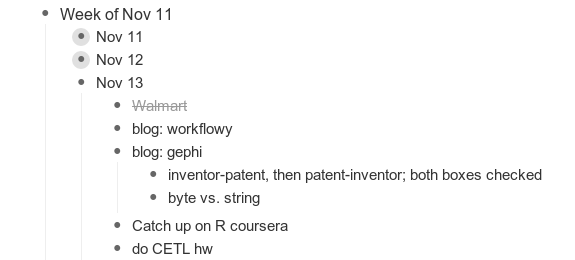 Week of Nov 11
Nov 11
Nov 12
Nov 13
Walmart
blog: workflowy
blog: gephi
inventor-patent, then patent-inventor; both boxes checked
byte vs. string
Catch up on R coursera
do CETL hw